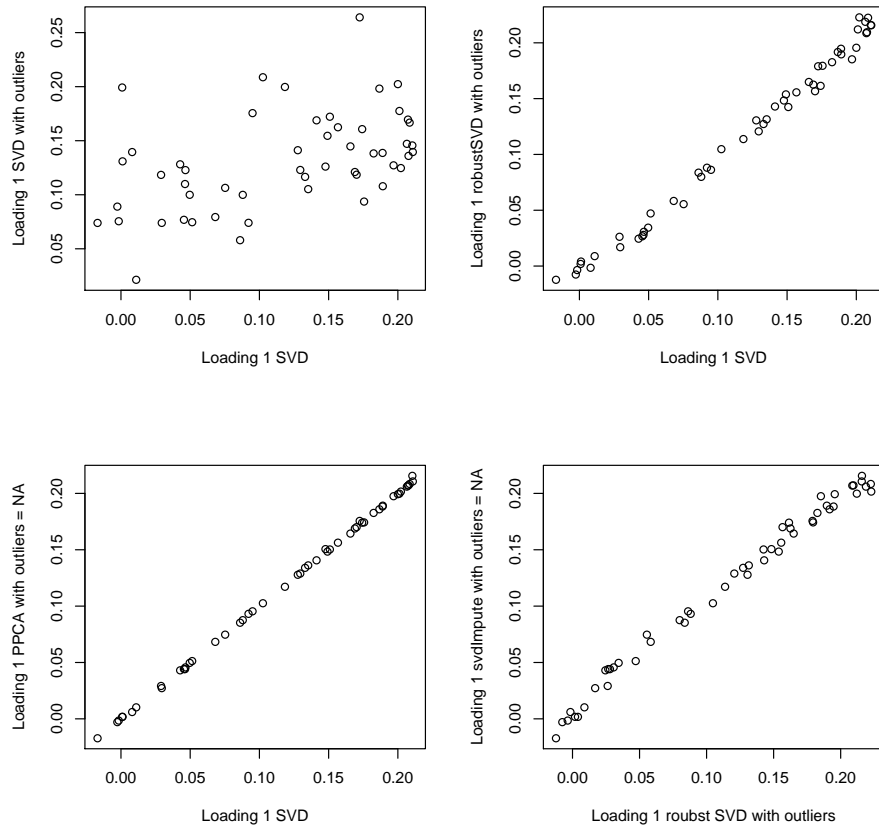 Loading 1 SVD with outliers
0.25
0.20
0.15
0.10
0.05
0.00 0.05 0.10 0.15 0.20
Loading 1 SVD
Loading 1 robustSVD with outliers
0.20
0.15
0.10
0.05
0.00
0.00 0.05 0.10 0.15 0.20
Loading 1 SVD
Loading 1 PPCA with outliers = NA
0.20
0.15
0.10
0.05
0.00
0.00 0.05 0.10 0.15 0.20
Loading 1 SVD
Loading 1 svdImpute with outliers = NA
0.20
0.15
0.10
0.05
0.00
0.00 0.05 0.10 0.15 0.20
Loading 1 roubst SVD with outliers